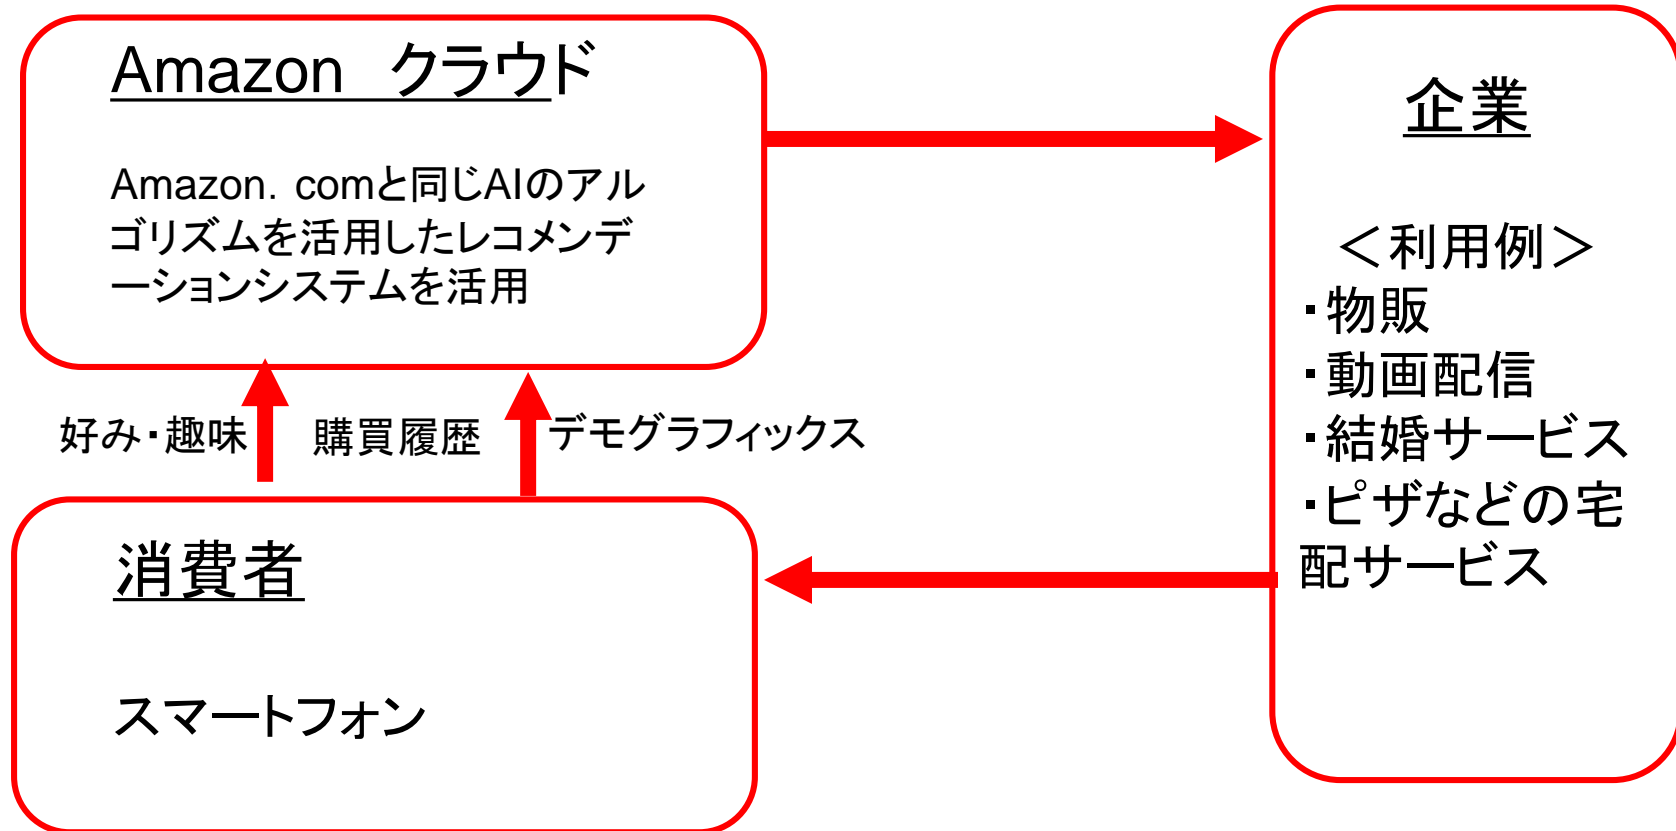 Amazon　クラウド
Amazon．comと同じAIのアル
ゴリズムを活用したレコメンデ
ーションシステムを活用
好み・趣味
購買履歴
デモグラフィックス
消費者
スマートフォン
企業
＜利用例＞
・物販
・動画配信
・結婚サービス
・ピザなどの宅
配サービス